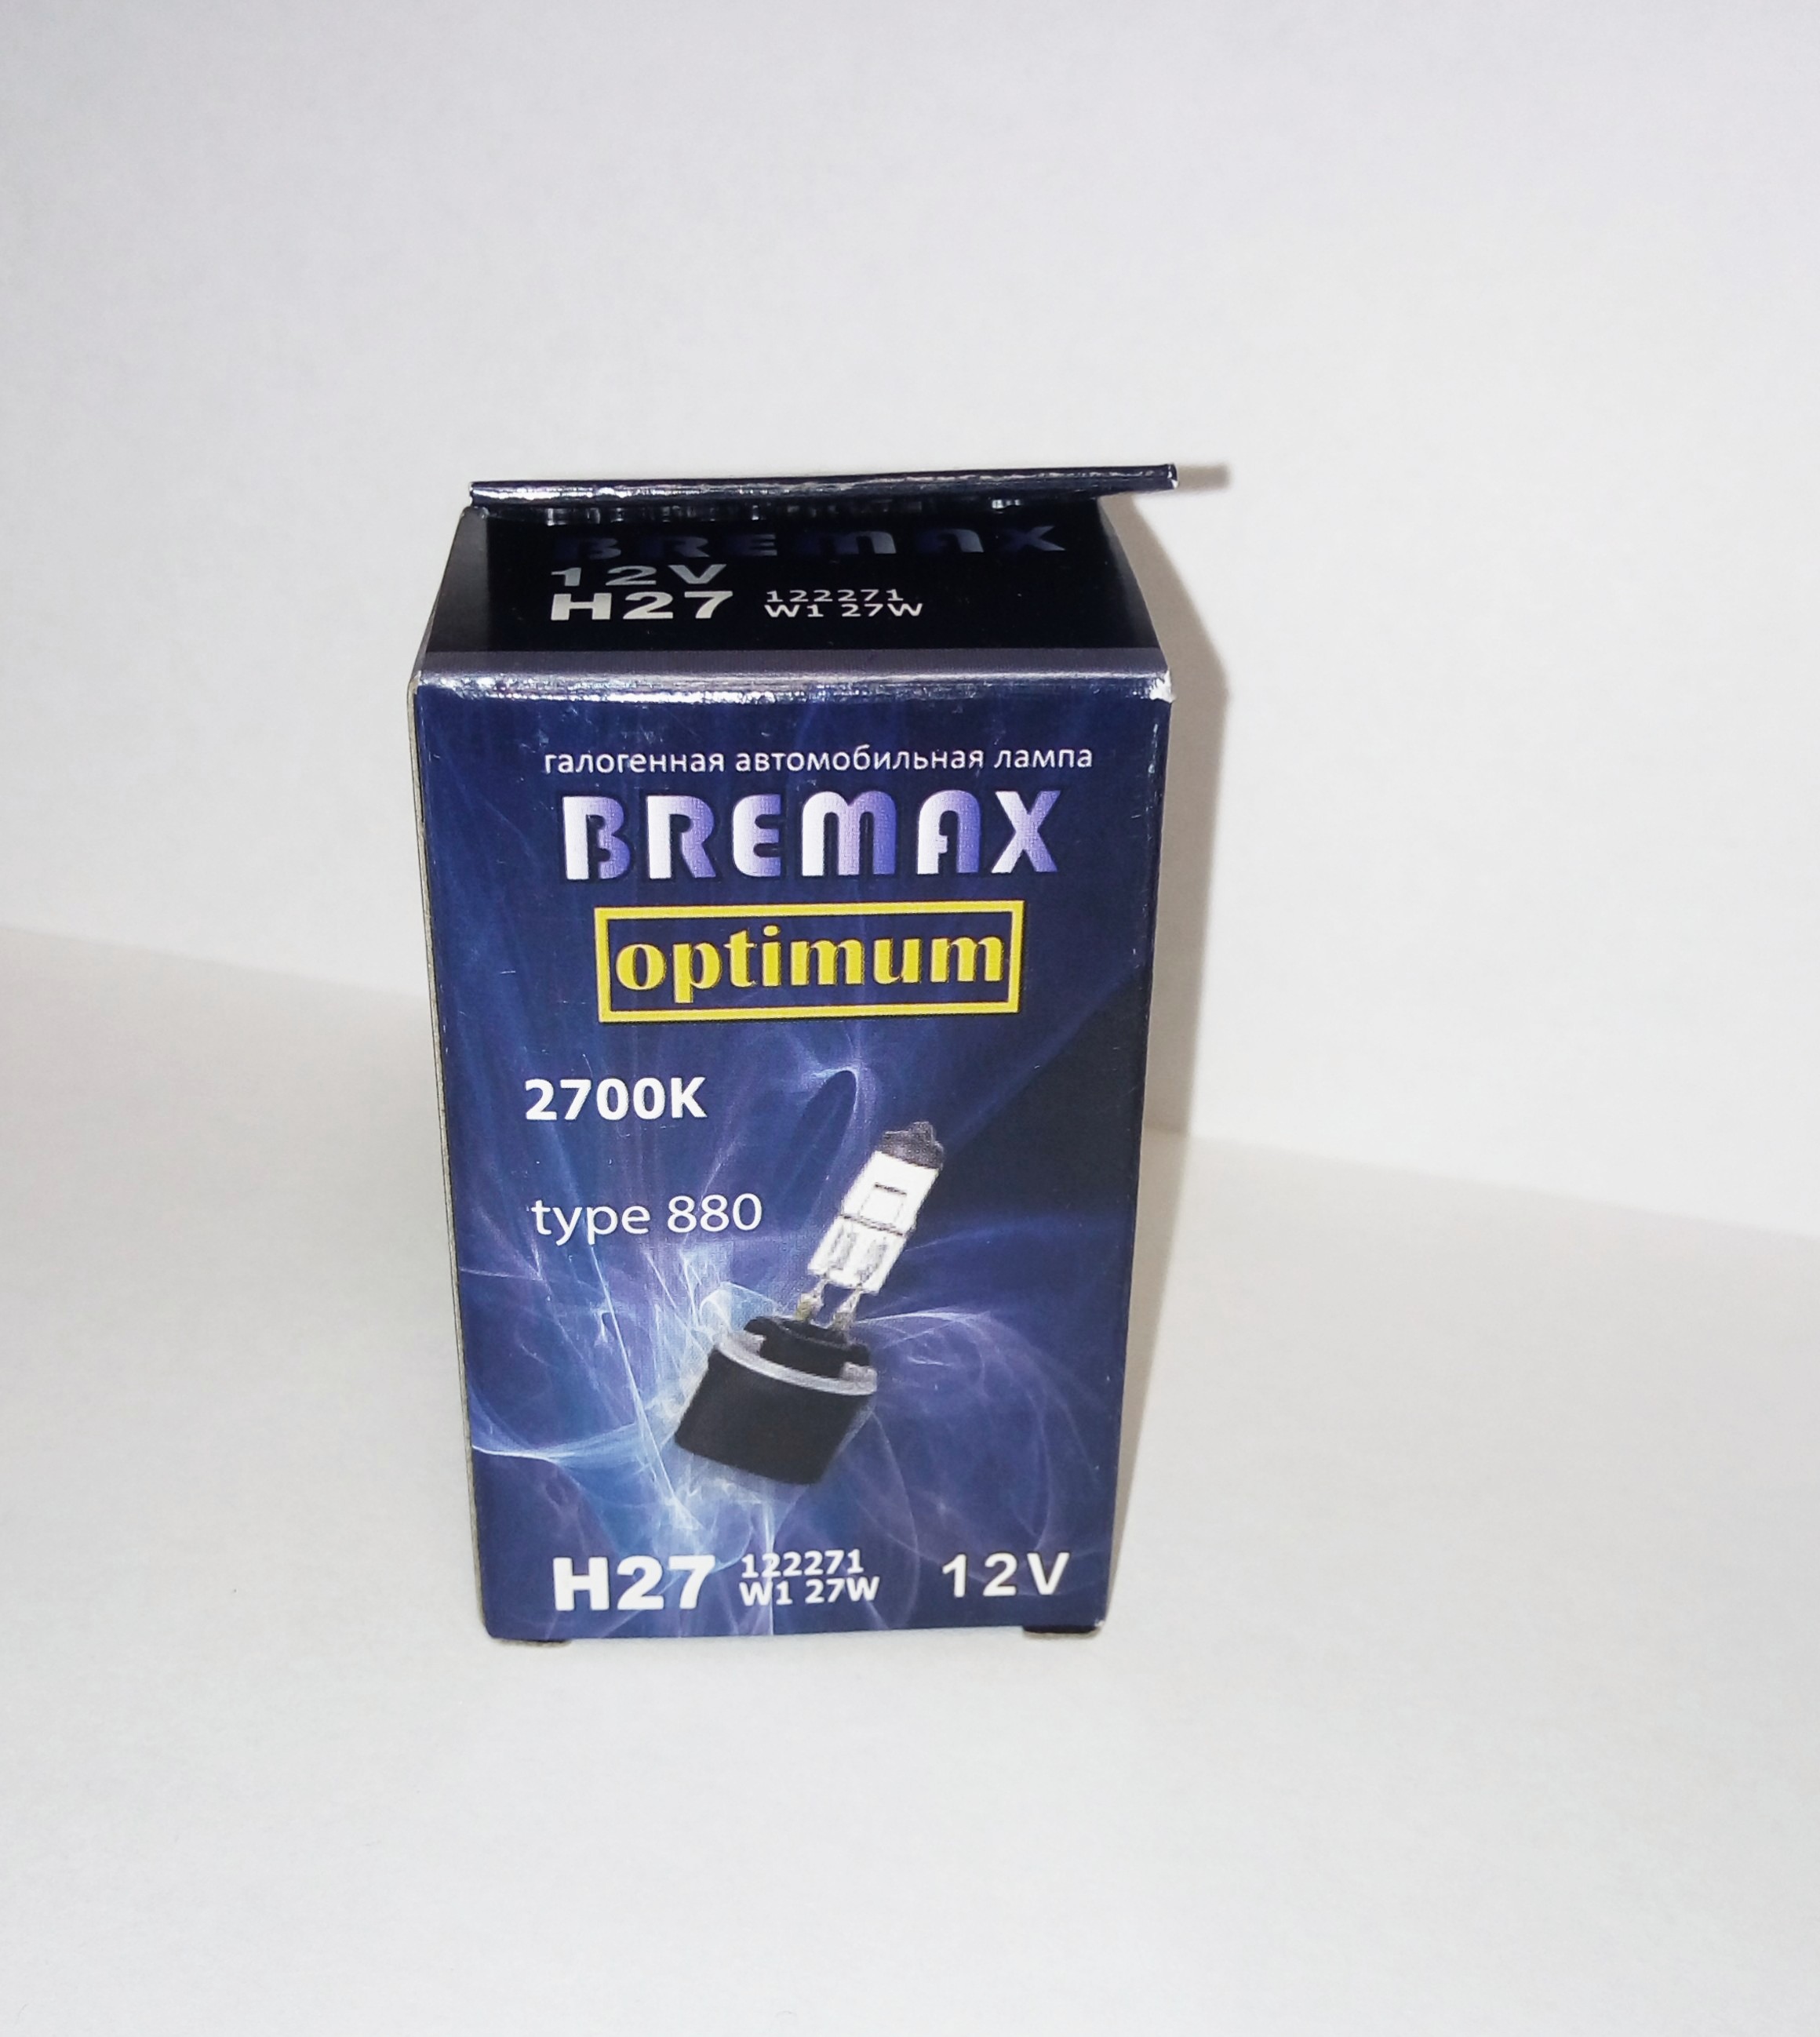 BREMAX
12V
H27 122271
W1 27W
галогенная автомобильная лампа
BREMAX
optimum
2700K
type 880
H27 122271 12V
W1 27W